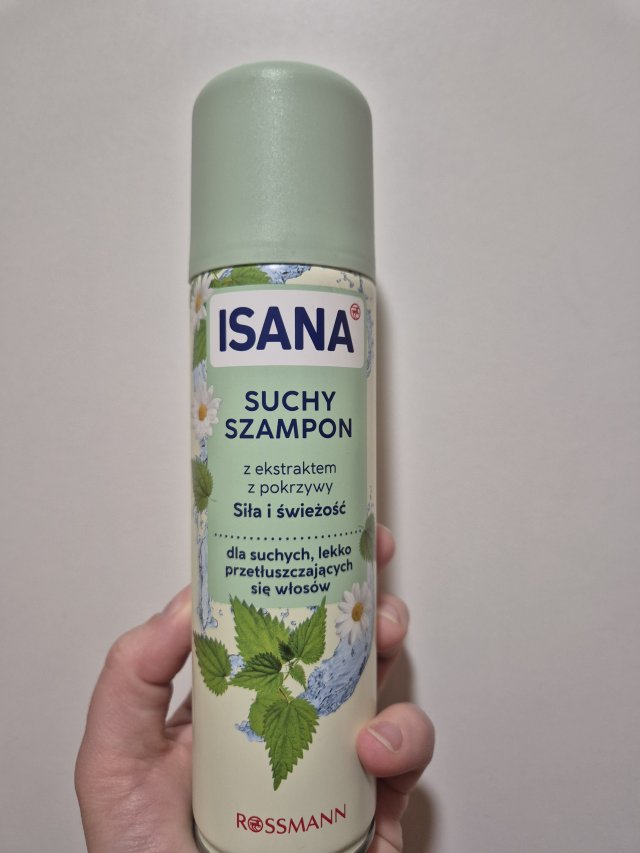 ISANA
SUCHY
SZAMPON
z ekstraktem
z pokrzywy
Siła i świeżość
dla suchych, lekko
przetłuszczających
się włosów
ROSSMANN